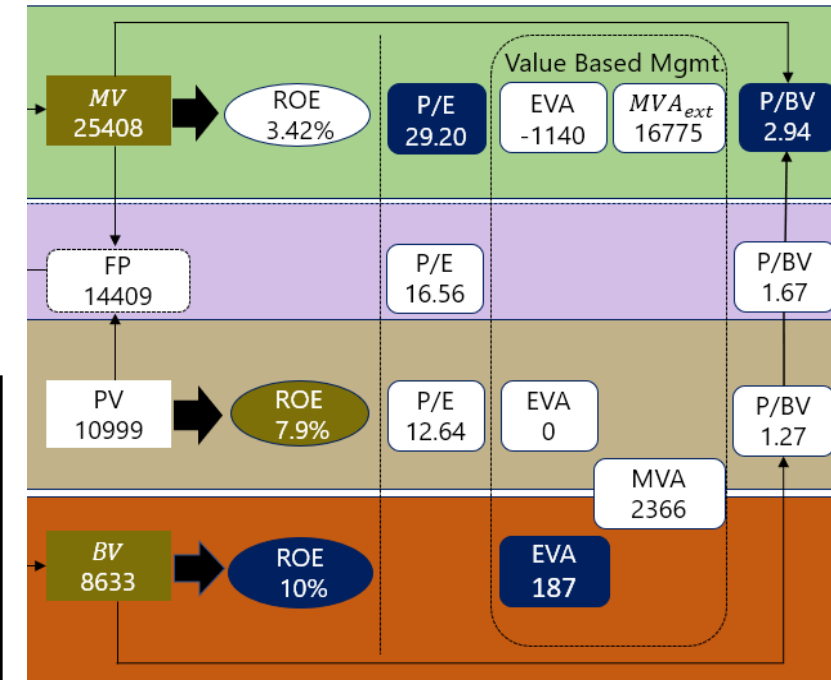 Value Based Mgmt.
MV
25408
ROE
3.42%
P/E
29.20
EVA
-1140
MVAext
16775
P/BV
2.94
FP
14409
P/E
16.56
P/BV
1.67
PV
10999
ROE
7.9%
P/E
12.64
EVA
0
P/BV
1.27
MVA
2366
BV
8633
ROE
10%
EVA
187